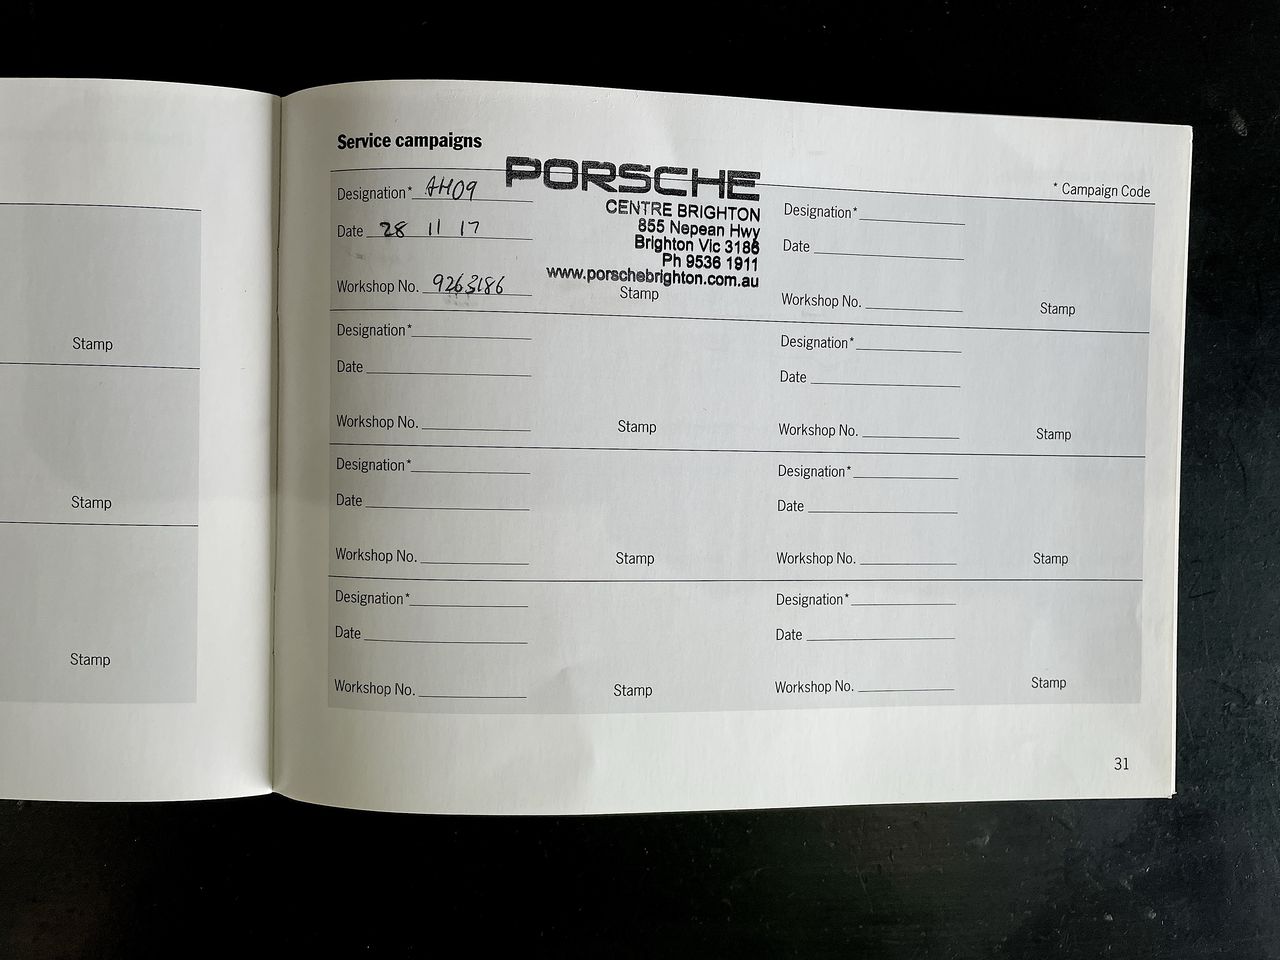 Stamp
Stamp
Stamp
Service campaigns
* Campaign Code
Designation* AH09
Date 28 11 17
Workshop No. 9263186
PORSCHE
CENTRE BRIGHTON
855 Nepean Hwy
Brighton Vic 3186
Ph 9536 1911
www.porschebrighton.com.au
Stamp
Designation*
Date
Workshop No.
Stamp
Designation*
Date
Workshop No.
Stamp
Designation*
Date
Workshop No.
Stamp
Designation*
Date
Workshop No.
Stamp
Designation*
Date
Workshop No.
Stamp
Designation*
Date
Workshop No.
Stamp
Designation*
Date
Workshop No.
Stamp
31